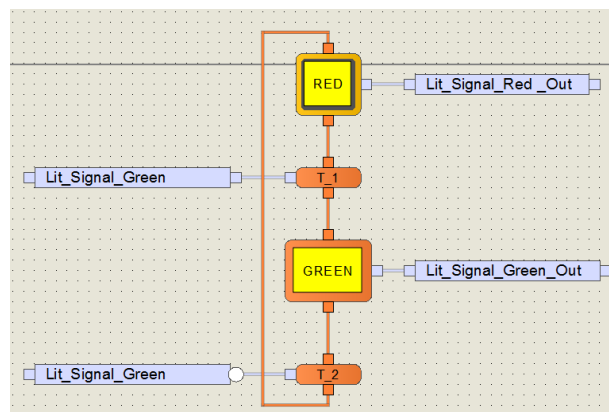 RED
Lit_Signal_Red _Out
Lit_Signal_Green
T_1
GREEN
Lit_Signal_Green_Out
Lit_Signal_Green
T_2